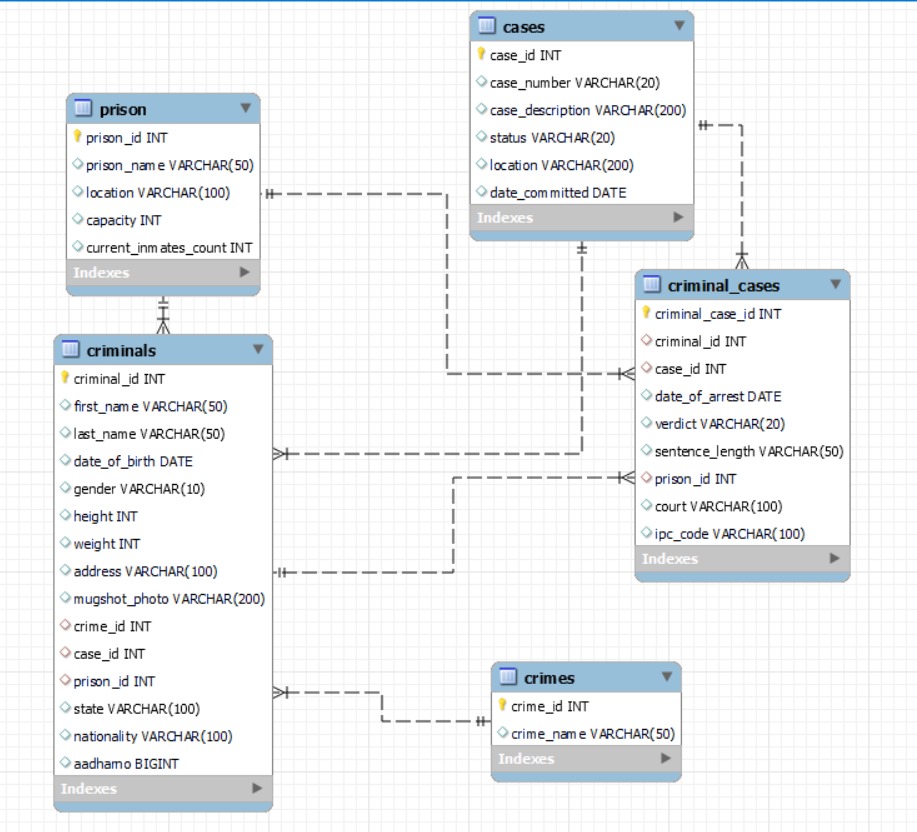 cases
case_id INT
case_number VARCHAR(20)
case_description VARCHAR(200)
status VARCHAR(20)
location VARCHAR(200)
date_committed DATE
Indexes
prison
prison_id INT
prison_name VARCHAR(50)
location VARCHAR(100)
capacity INT
current_inmates_count INT
Indexes
criminal_cases
criminal_case_id INT
criminal_id INT
case_id INT
date_of_arrest DATE
verdict VARCHAR(20)
sentence_length VARCHAR(50)
prison_id INT
court VARCHAR(100)
ipc_code VARCHAR(100)
Indexes
criminals
criminal_id INT
first_name VARCHAR(50)
last_name VARCHAR(50)
date_of_birth DATE
gender VARCHAR(10)
height INT
weight INT
address VARCHAR(100)
mugshot_photo VARCHAR(200)
crime_id INT
case_id INT
prison_id INT
state VARCHAR(100)
nationality VARCHAR(100)
aadharno BIGINT
Indexes
crimes
crime_id INT
crime_name VARCHAR(50)
Indexes